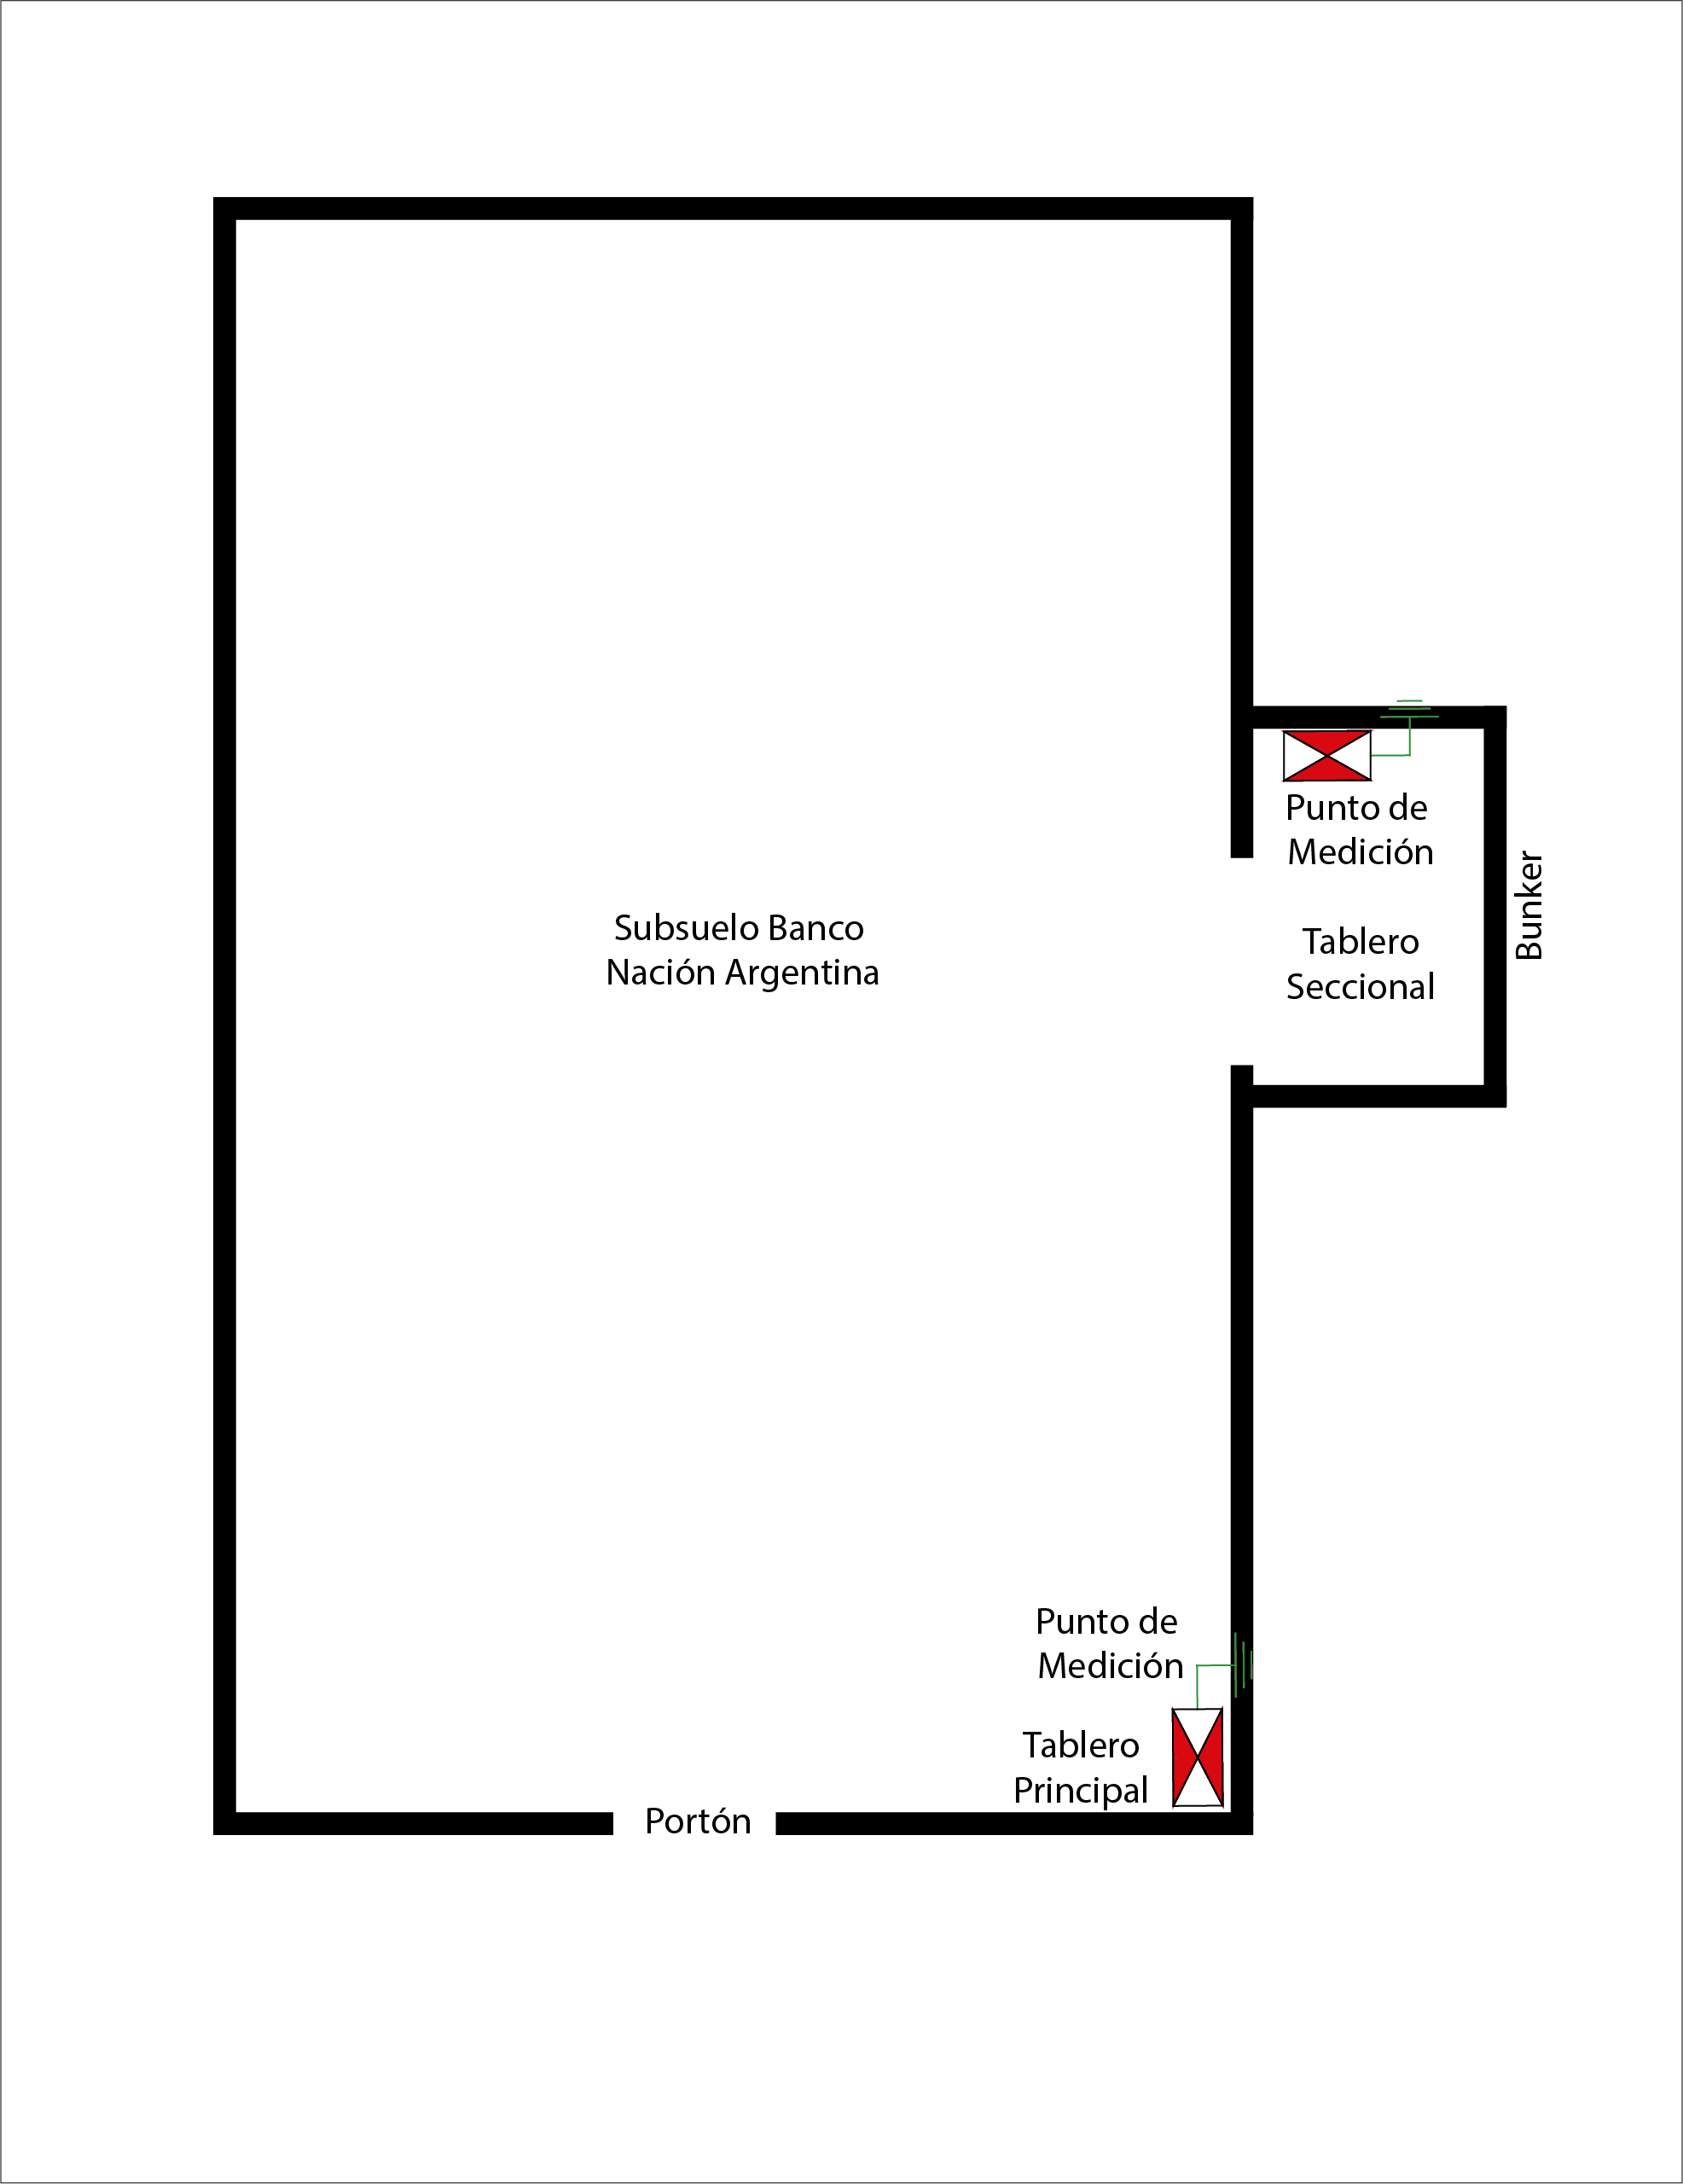 Punto de
Medición
Bunker
Subsuelo Banco
Nación Argentina
Tablero
Seccional
Punto de
Medición
Tablero
Principal
Portón